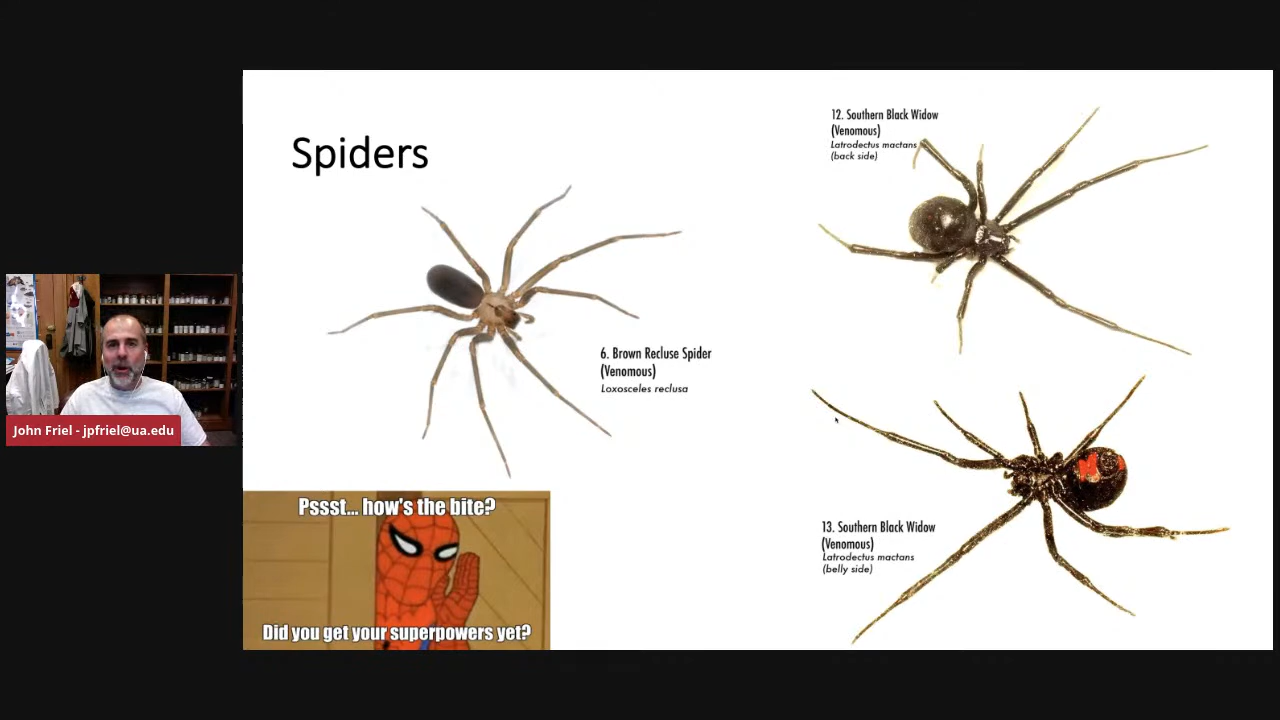 Spiders
12. Southern Black Widow
(Venomous)
Latrodectus mactans
(back side)
6. Brown Recluse Spider
(Venomous)
Loxosceles reclusa
John Friel - jpfriel@ua.edu
Pssst... how's the bite?
Did you get your superpowers yet?
13. Southern Black Widow
(Venomous)
Latrodectus mactans
(belly side)